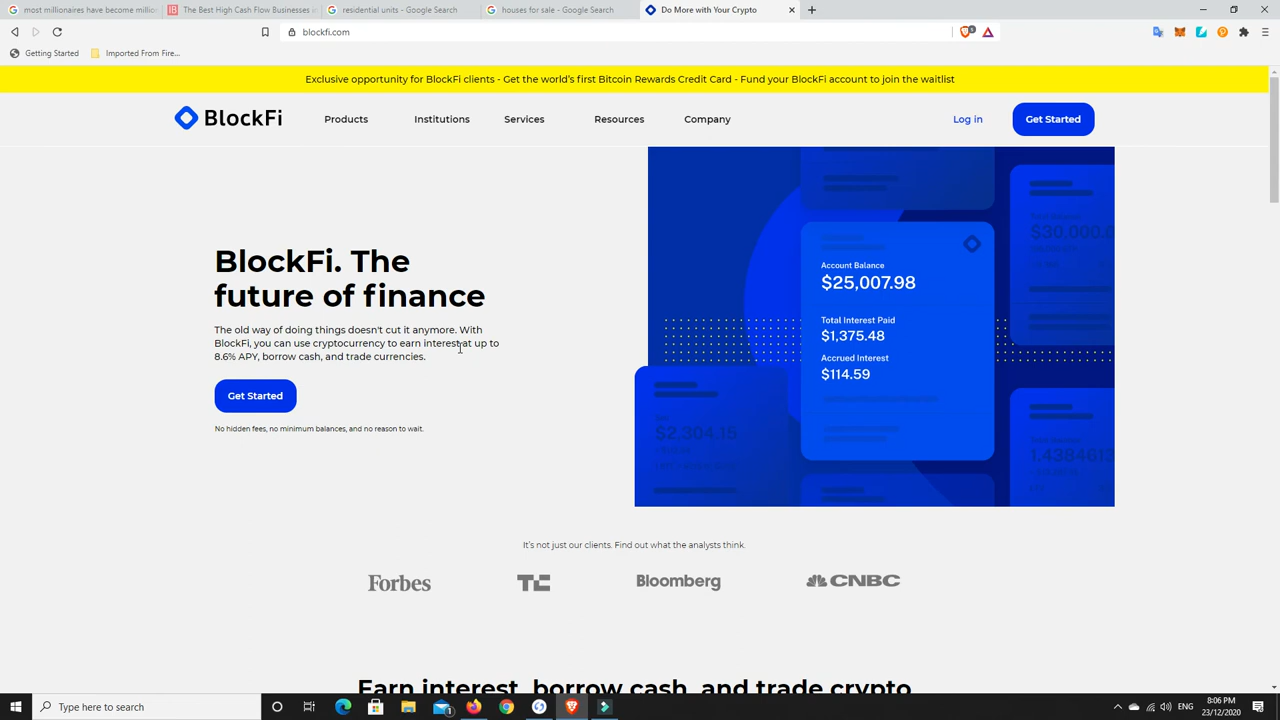 most millionaires have become millio
The Best High Cash Flow Businesses i
residential units - Google Search
houses for sale - Google Search
Do More with Your Crypto
blockfi.com
Getting Started
Imported From Fire...
Exclusive opportunity for BlockFi clients - Get the world's first Bitcoin Rewards Credit Card - Fund your BlockFi account to join the waitlist
BlockFi
Products
Institutions
Services
Resources
Company
Log in
Get Started
BlockFi. The
future of finance
The old way of doing things doesn't cut it anymore. With
BlockFi, you can use cryptocurrency to earn interest at up to
8.6% APY, borrow cash, and trade currencies.
Get Started
No hidden fees, no minimum balances, and no reason to wait.
Account Balance
$25,007.98
Total Interest Paid
$1,375.48
Accrued Interest
$114.59
$30,000.0
$2,304.15
1.438461
It's not just our clients. Find out what the analysts think.
Forbes
TC
Bloomberg
CNBC
Earn interest, borrow cash, and trade crypto
Type here to search
ENG
8:06 PM
23/12/2020